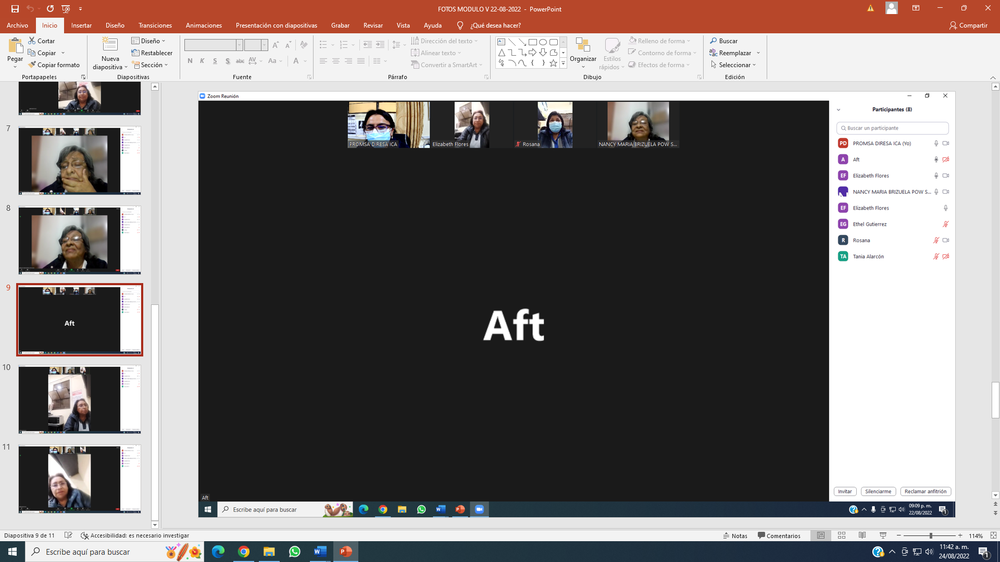 FOTOS MODULO V 22-08-2022 - PowerPoint
Archivo Inicio Insertar Diseño Transiciones Animaciones Presentación con diapositivas Grabar Revisar Vista Ayuda ¿Qué desea hacer? Compartir
Pegar
Cortar
Copiar
Copiar formato
Portapapeles
Nueva diapositiva
Diseño
Restablecer
Sección
Diapositivas
N K S S abc AV Aa A
Fuente
Dirección del texto
Alinear texto
Convertir a SmartArt
Párrafo
Organizar
Estilos rápidos
Relleno de forma
Contorno de forma
Efectos de forma
Dibujo
Buscar
Reemplazar
Seleccionar
Edición
7
8
9
Aft
10
11
Zoom Reunión
PROMSA DIRESA ICA
Elizabeth Flores
Rosana
NANCY MARIA BRIZUELA POW S...
Aft
Aft
Participantes (8)
Buscar un participante
PD PROMSA DIRESA ICA (Yo)
A Aft
EF Elizabeth Flores
NANCY MARIA BRIZUELA POW S...
EF Elizabeth Flores
EG Ethel Gutierrez
R Rosana
TA Tania Alarcón
Invitar Silenciarme Reclamar anfitrión
Escribe aquí para buscar
09:09 p. m.
22/08/2022
1
Diapositiva 9 de 11 Accesibilidad: es necesario investigar Notas Comentarios 114%
Escribe aquí para buscar
11:42 a. m.
24/08/2022
1